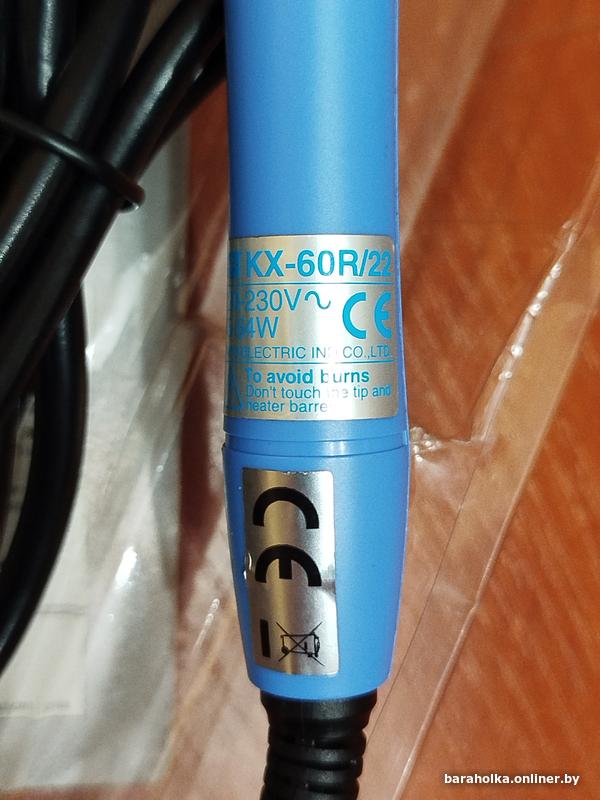 KX-60R/22
-230V~
64W
CE
ELECTRIC IND CO.,LTD.
To avoid burns
Don't touch the tip and
heater barre
CE
baraholka.onliner.by